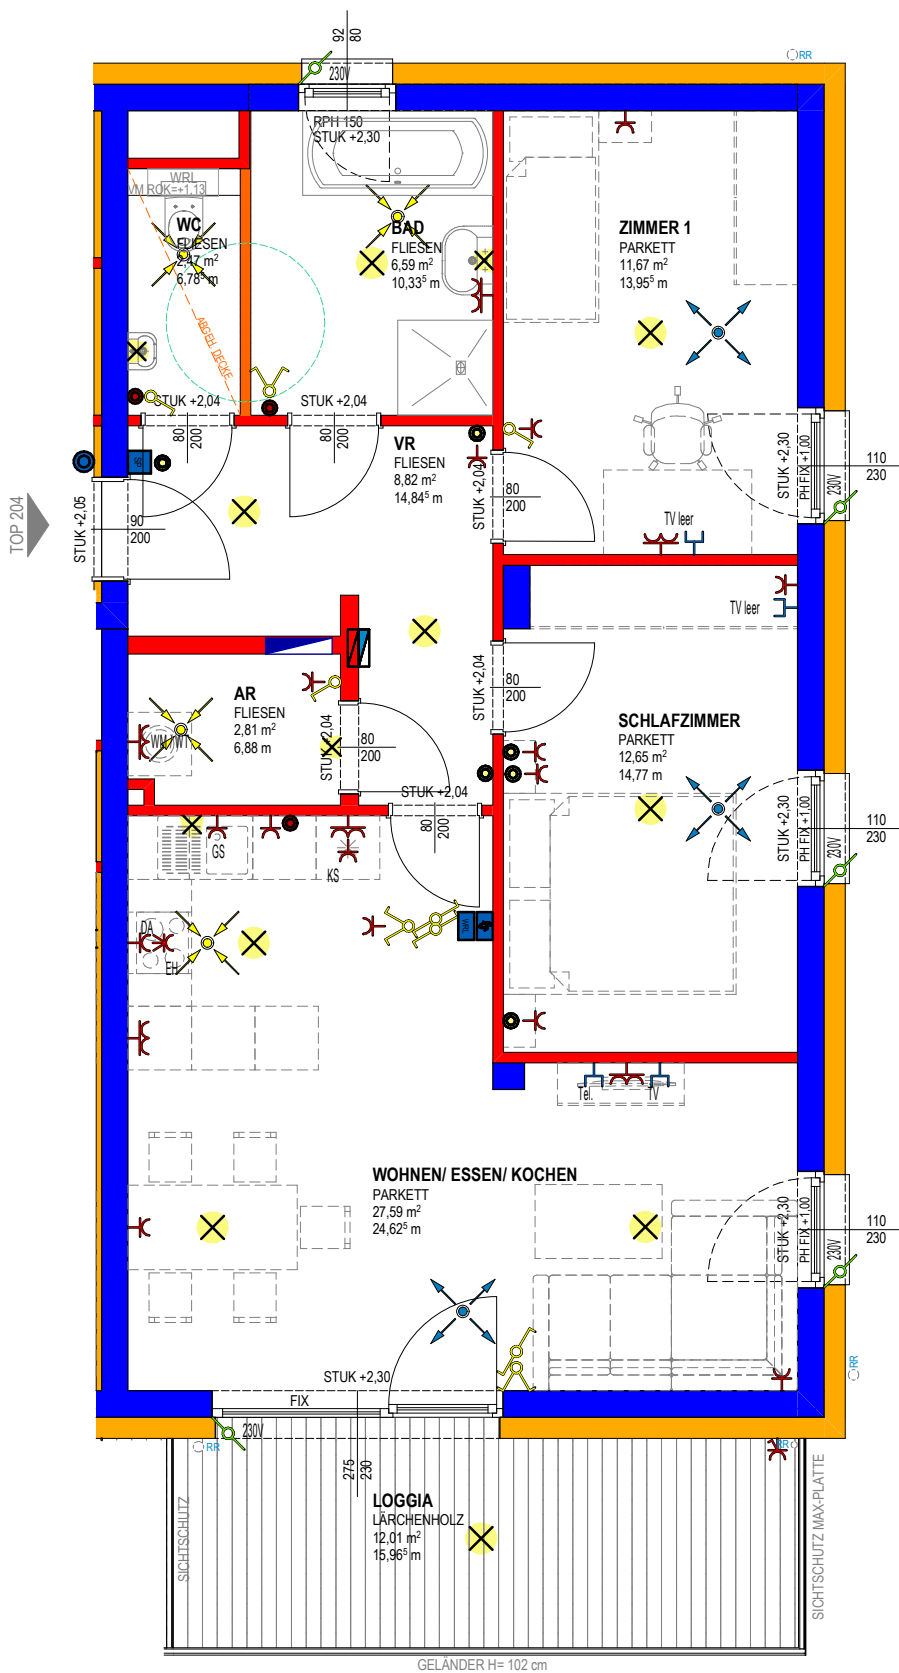 92
80
RR
230V
RPH 150
STUK +2,30
WRL
VM ROK=+1,13
WC
FLIESEN
2,47 m²
6,78⁵ m
BAD
FLIESEN
6,59 m²
10,33⁵ m
ZIMMER 1
PARKETT
11,67 m²
13,95⁵ m
ABGEH. DECKE
STUK +2,04
STUK +2,04
80
200
80
200
VR
FLIESEN
8,82 m²
14,84⁵ m
STUK +2,04
80
200
STUK +2,30
PH FIX +1,00
230V
110
230
TOP 204
STUK +2,05
90
200
TV leer
TV leer
STUK +2,04
80
200
AR
FLIESEN
2,81 m²
6,88 m
WM
STUK +2,04
80
200
SCHLAFZIMMER
PARKETT
12,65 m²
14,77 m
STUK +2,04
80
200
STUK +2,30
PH FIX +1,00
230V
110
230
GS
KS
DA
EH
WRL
Tel.
TV
WOHNEN/ ESSEN/ KOCHEN
PARKETT
27,59 m²
24,62⁵ m
STUK +2,30
PH FIX +1,00
230V
110
230
STUK +2,30
FIX
230V
RR
RR
RR
275
230
LOGGIA
LÄRCHENHOLZ
12,01 m²
15,96⁵ m
SICHTSCHUTZ
SICHTSCHUTZ MAX-PLATTE
GELÄNDER H= 102 cm